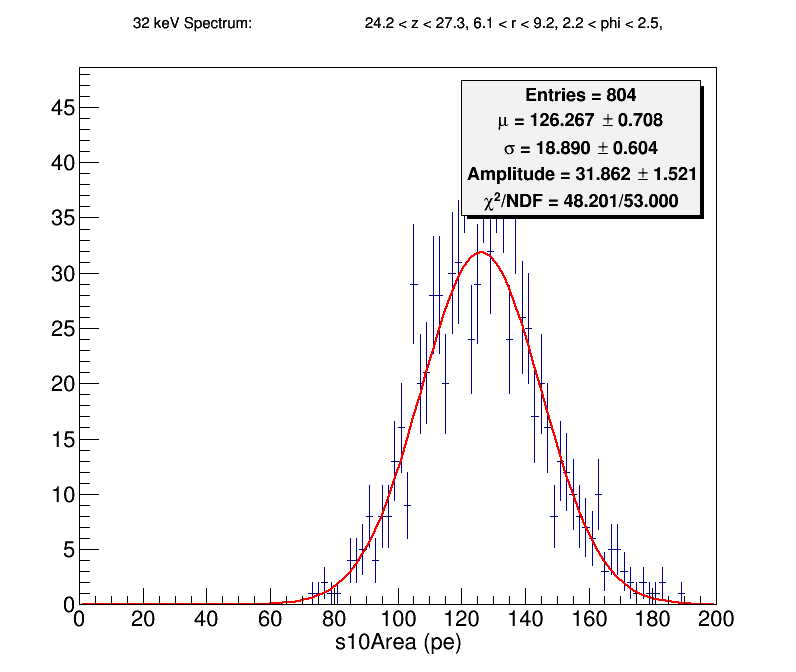 32 keV Spectrum: 24.2 < z < 27.3, 6.1 < r < 9.2, 2.2 < phi < 2.5,
Entries = 804
μ = 126.267 ± 0.708
σ = 18.890 ± 0.604
Amplitude = 31.862 ± 1.521
χ²/NDF = 48.201/53.000
45
40
35
30
25
20
15
10
5
0
0 20 40 60 80 100 120 140 160 180 200
s10Area (pe)